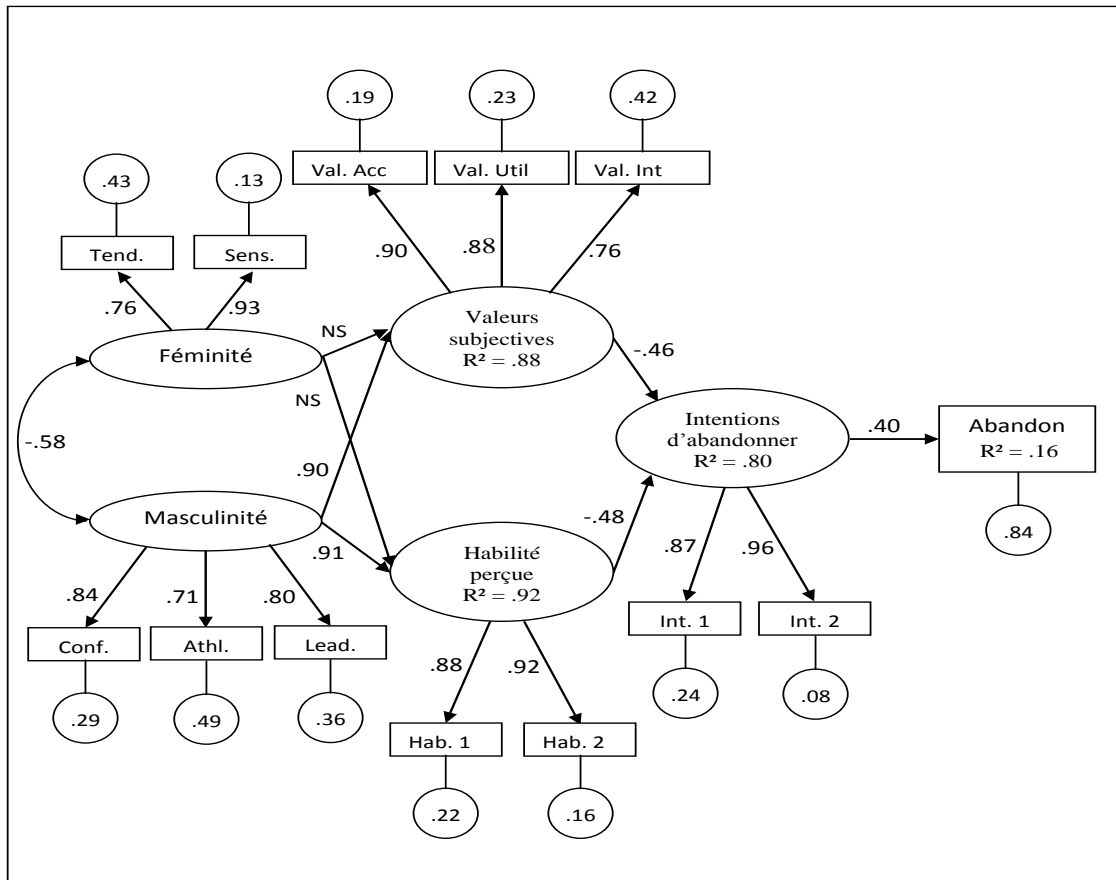 .19
.23
.42
Val. Acc
Val. Util
Val. Int
.43
.13
Tend.
Sens.
.90
.88
.76
.76
.93
Féminité
NS
NS
Valeurs
subjectives
R² = .88
-.46
-.58
.90
Intentions
d'abandonner
R² = .80
.40
Abandon
R² = .16
.84
Masculinité
.91
-.48
Habilité
perçue
R² = .92
.84
.71
.80
.87
.96
Conf.
Athl.
Lead.
Int. 1
Int. 2
.29
.49
.36
.88
.92
.24
.08
Hab. 1
Hab. 2
.22
.16